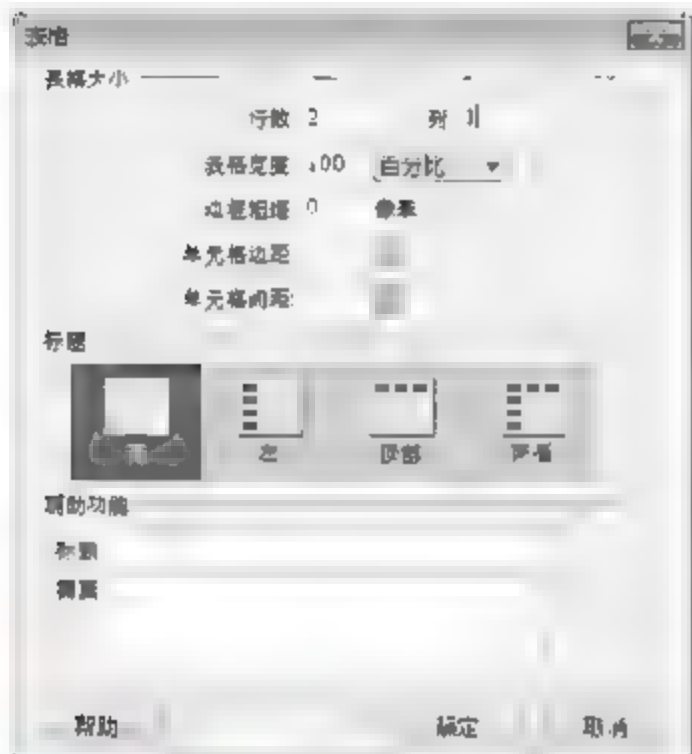 表格
表格大小
行数 2 列
表格宽度 100 百分比
边框粗细 0 像素
单元格边距
单元格间距:
标题
无
左 顶部 两者
辅助功能
标题
摘要
帮助 确定 取消